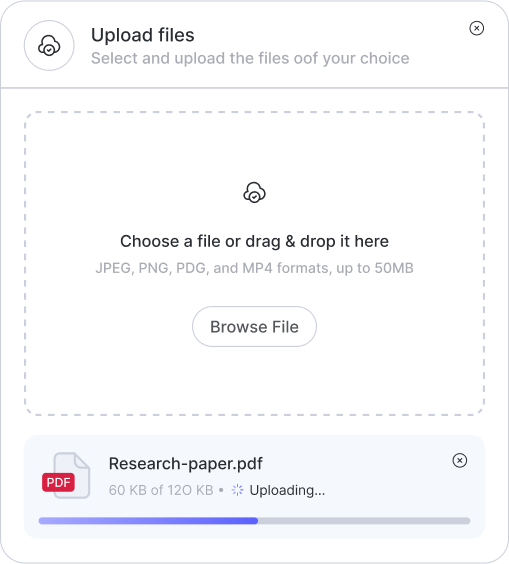 Upload files
Select and upload the files oof your choice
Choose a file or drag & drop it here
JPEG, PNG, PDG, and MP4 formats, up to 50MB
Browse File
Research-paper.pdf
PDF
60 KB of 12O KB • Uploading...